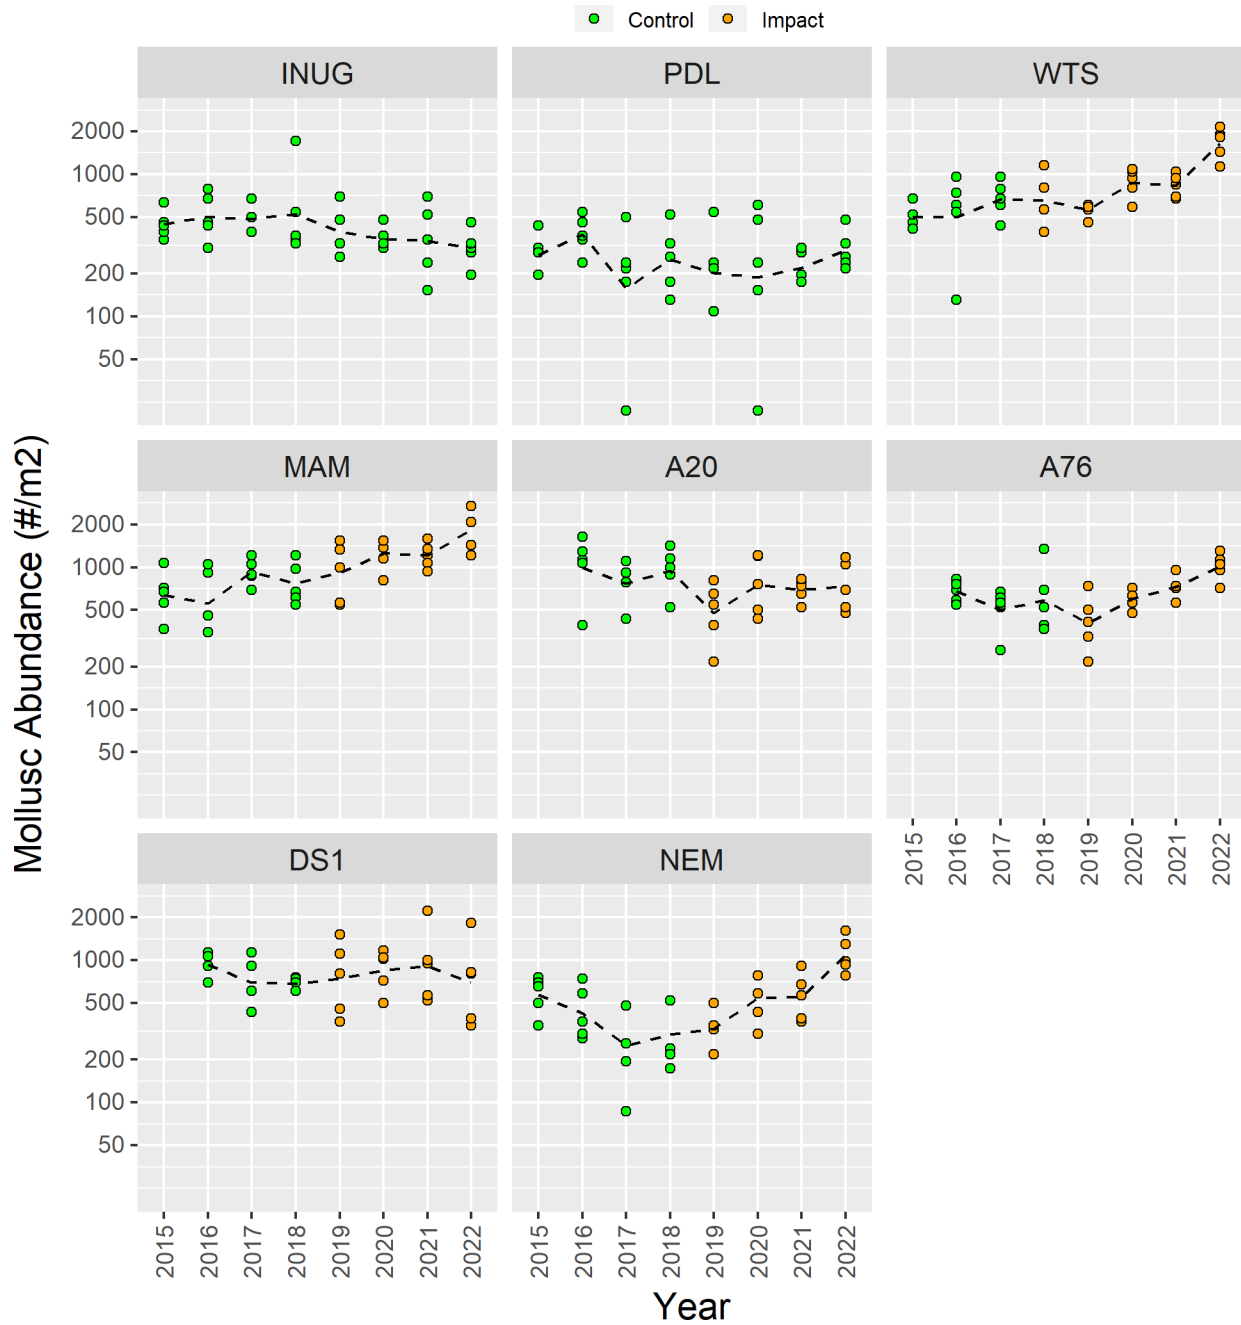 Control Impact
INUG PDL WTS
2000
1000
500
200
100
50
MAM A20 A76
2000
1000
500
200
100
50
2015 2016 2017 2018 2019 2020 2021 2022
DS1 NEM
2000
1000
500
200
100
50
2015 2016 2017 2018 2019 2020 2021 2022 2015 2016 2017 2018 2019 2020 2021 2022
Mollusc Abundance (#/m2)
Year